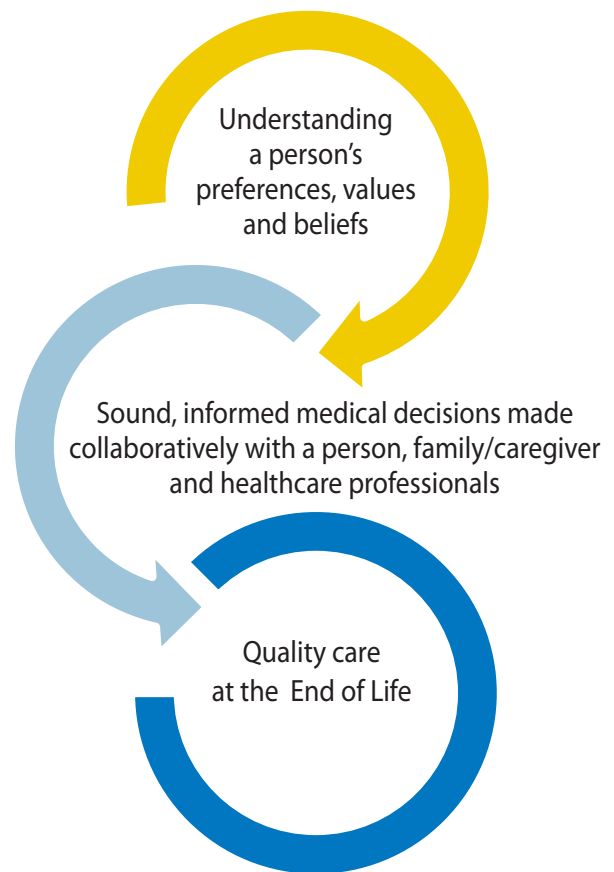 Understanding
a person's
preferences, values
and beliefs
Sound, informed medical decisions made
collaboratively with a person, family/caregiver
and healthcare professionals
Quality care
at the End of Life